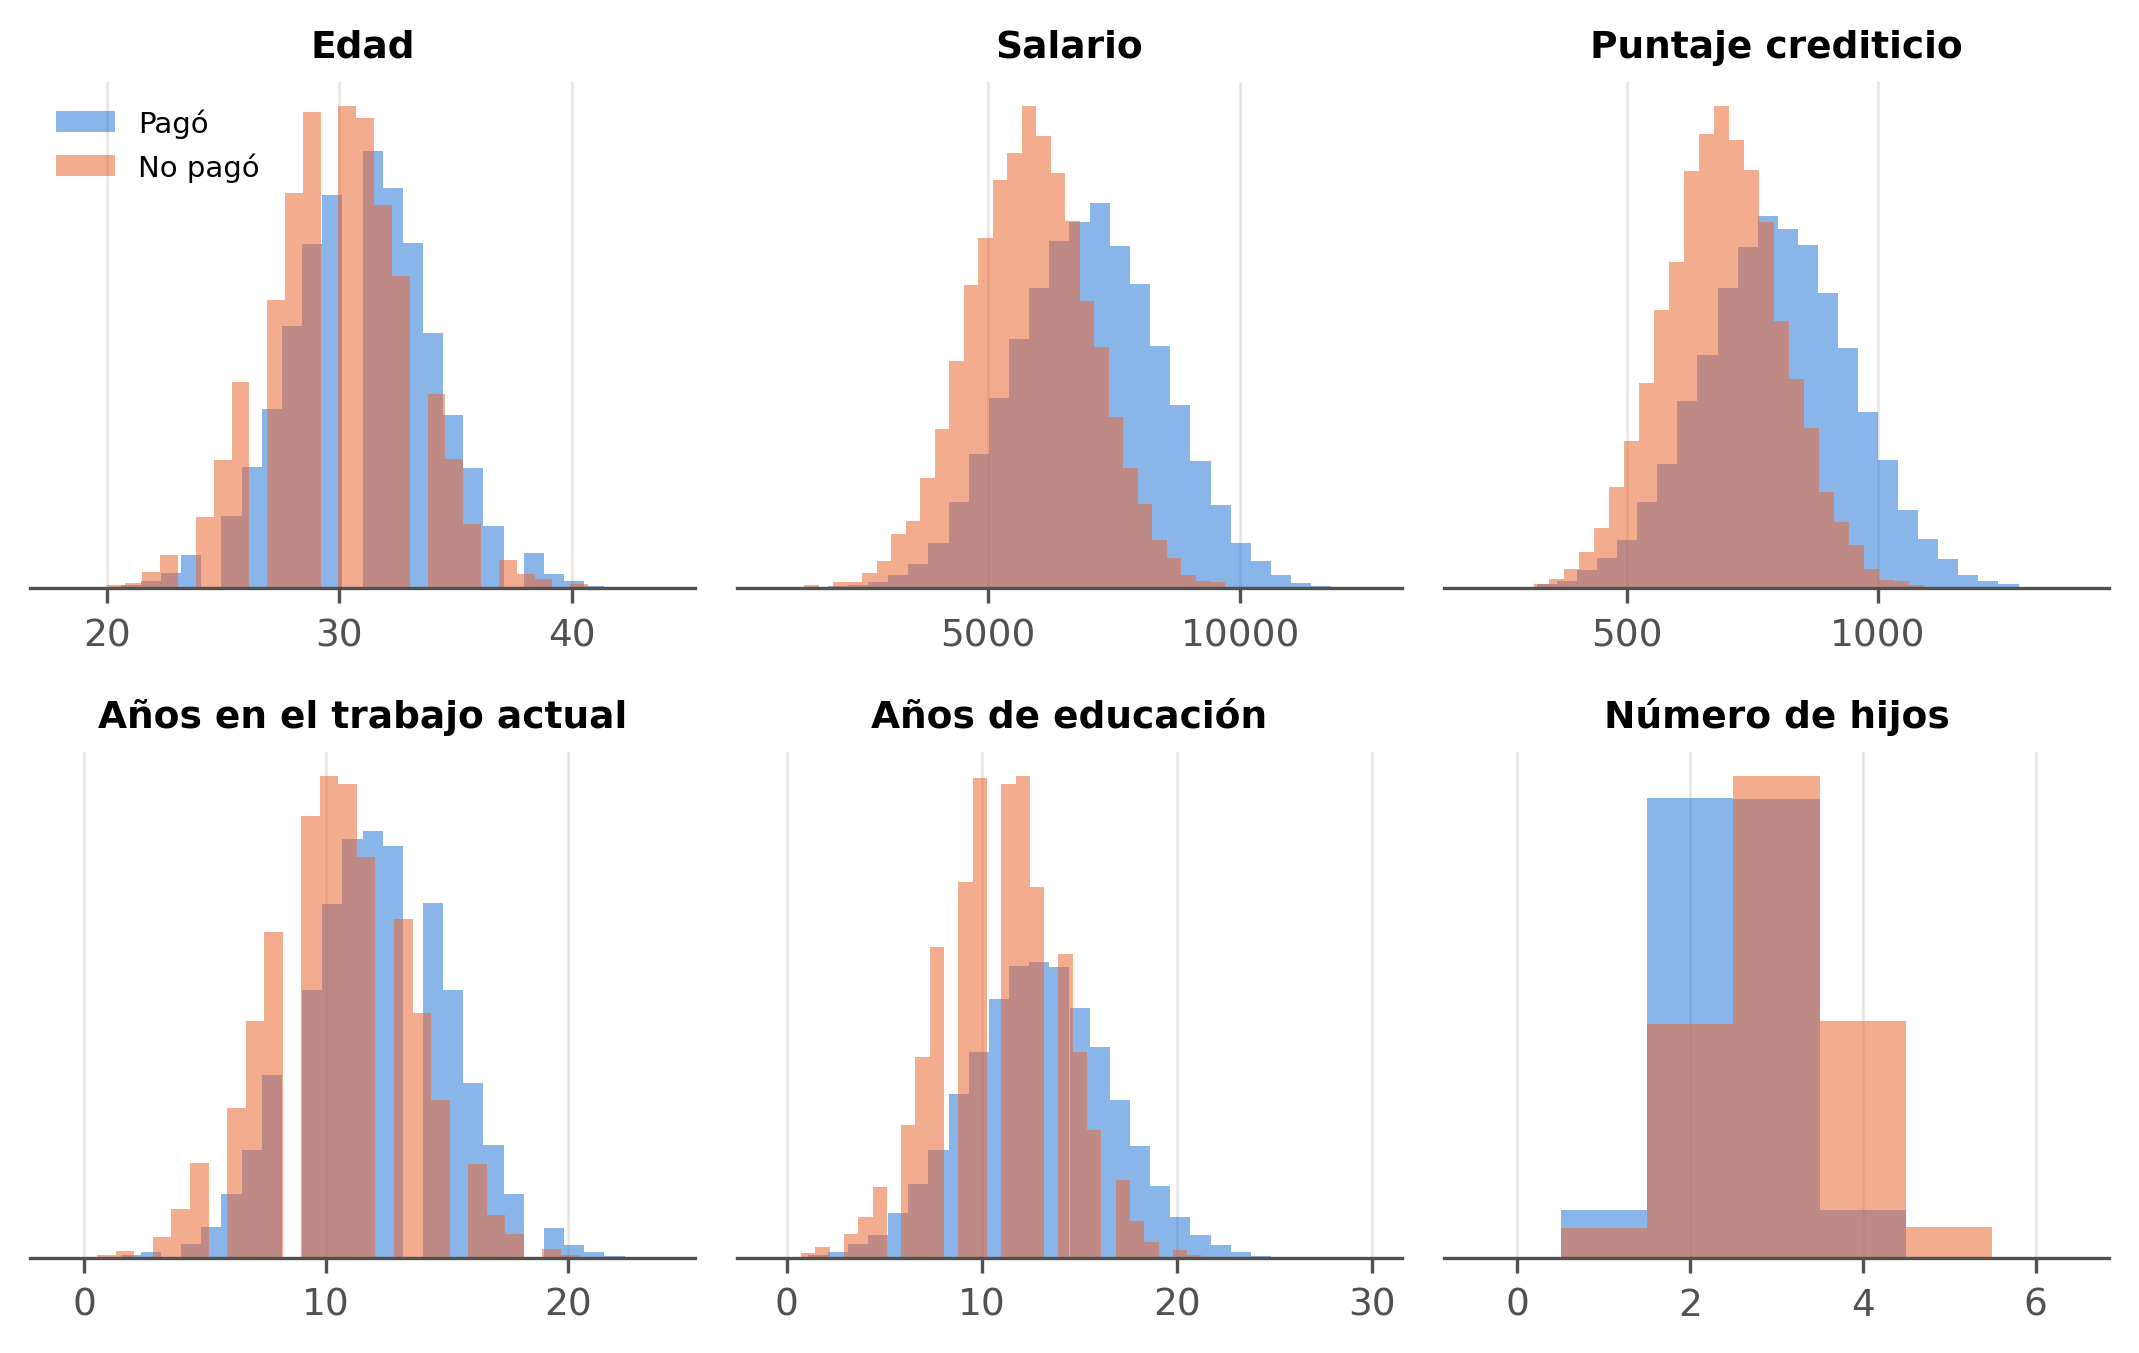 Edad
Pagó
No pagó
20 30 40
Salario
5000 10000
Puntaje crediticio
500 1000
Años en el trabajo actual
0 10 20
Años de educación
0 10 20 30
Número de hijos
0 2 4 6